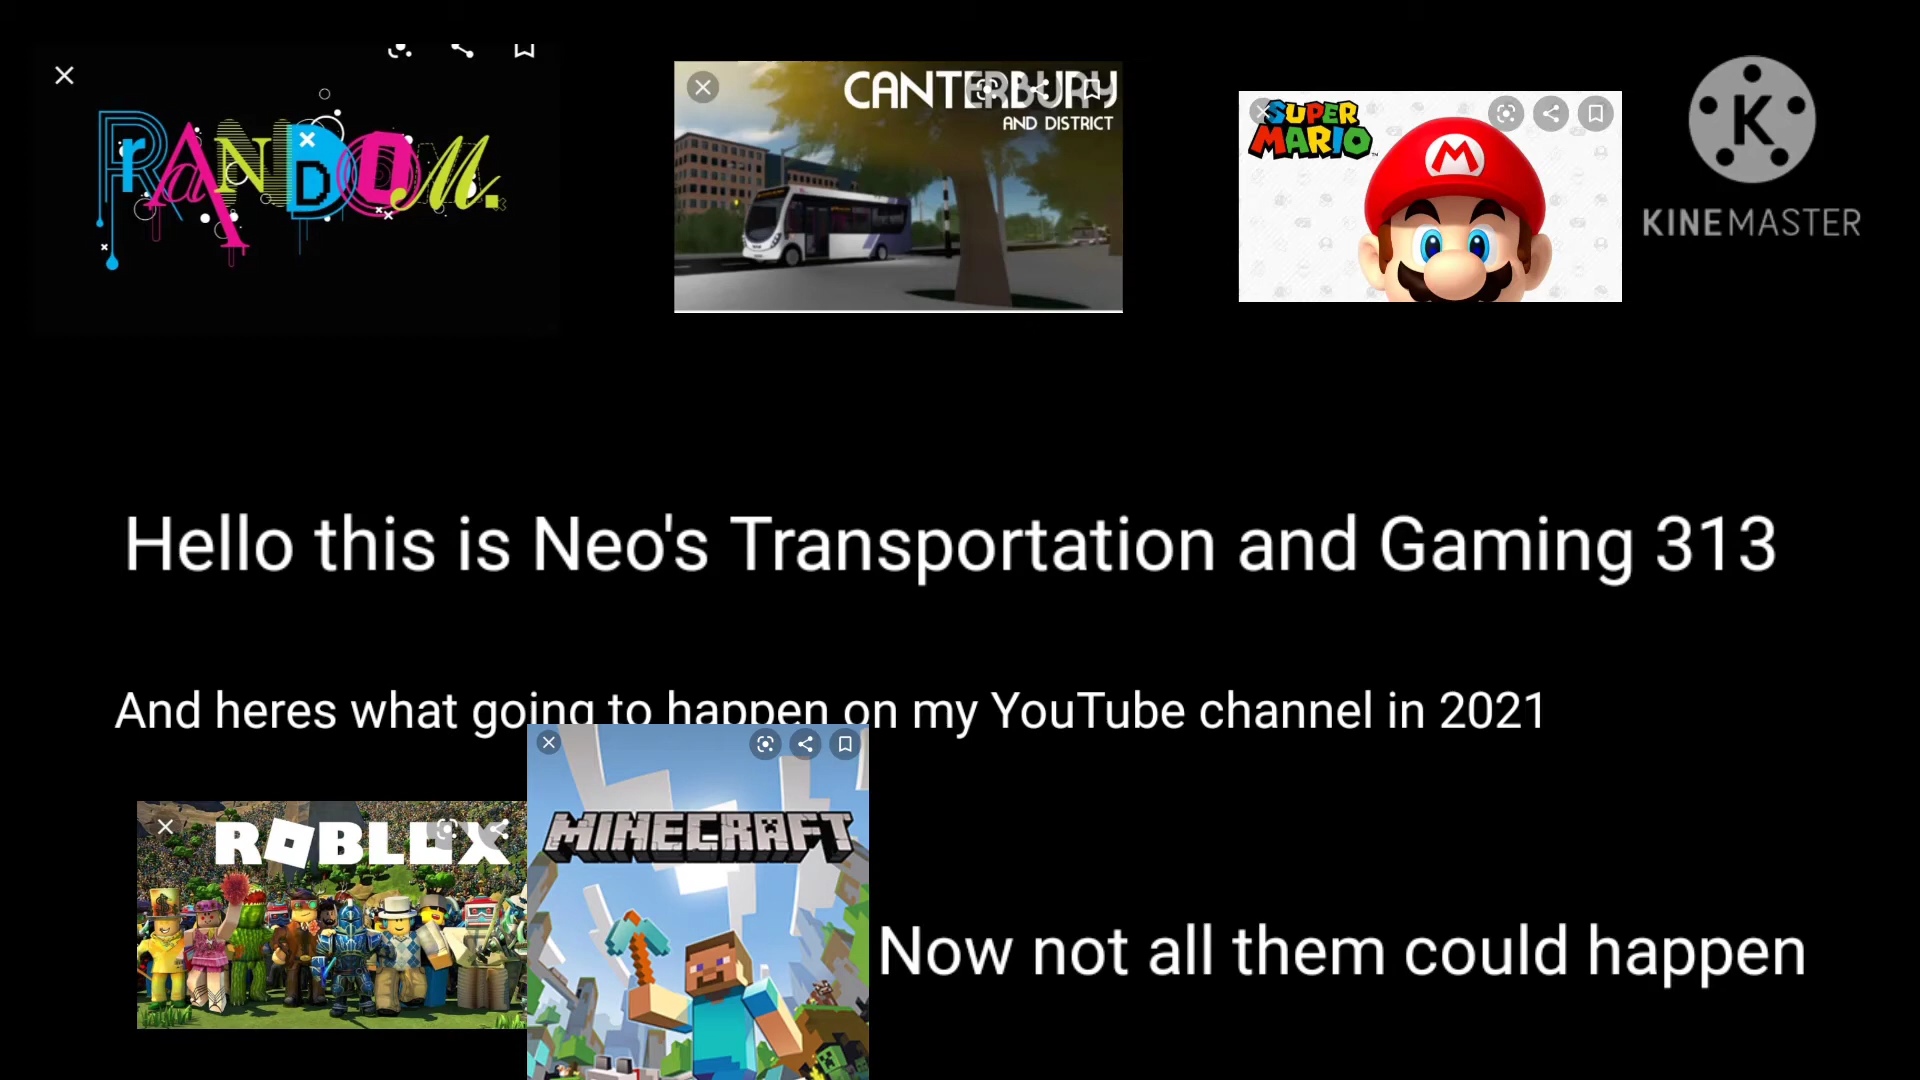 RANDOM.
CANTERBURY
AND DISTRICT
SUPER
MARIO
TM
M
K
KINEMASTER
Hello this is Neo's Transportation and Gaming 313
And heres what going to happen on my YouTube channel in 2021
ROBLOX
MINECRAFT
Now not all them could happen